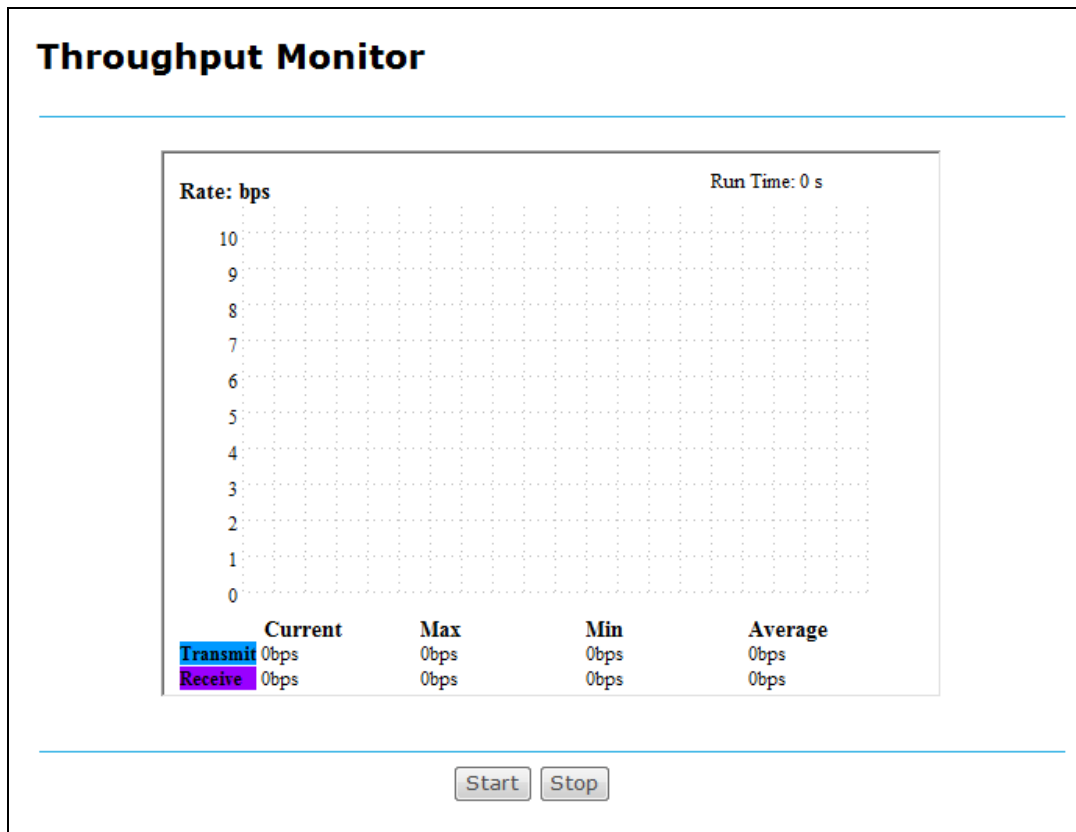 Throughput Monitor
Rate: bps
Run Time: 0 s
10
9
8
7
6
5
4
3
2
1
0
Current Max Min Average
Transmit 0bps 0bps 0bps 0bps
Receive 0bps 0bps 0bps 0bps
Start Stop